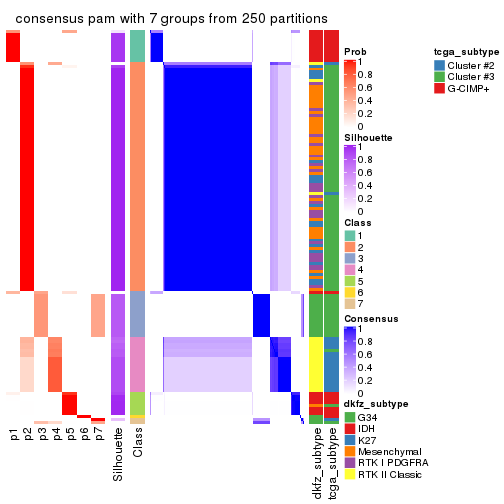 consensus pam with 7 groups from 250 partitions
p1
p2
p3
p4
p5
p6
p7
Silhouette
Class
dkfz_subtype
tcga_subtype
Prob
1
0.8
0.6
0.4
0.2
0
Silhouette
1
0.8
0.6
0.4
0.2
0
Class
1
2
3
4
5
6
7
Consensus
1
0.8
0.6
0.4
0.2
0
dkfz_subtype
G34
IDH
K27
Mesenchymal
RTK I PDGFRA
RTK II Classic
tcga_subtype
Cluster #2
Cluster #3
G-CIMP+